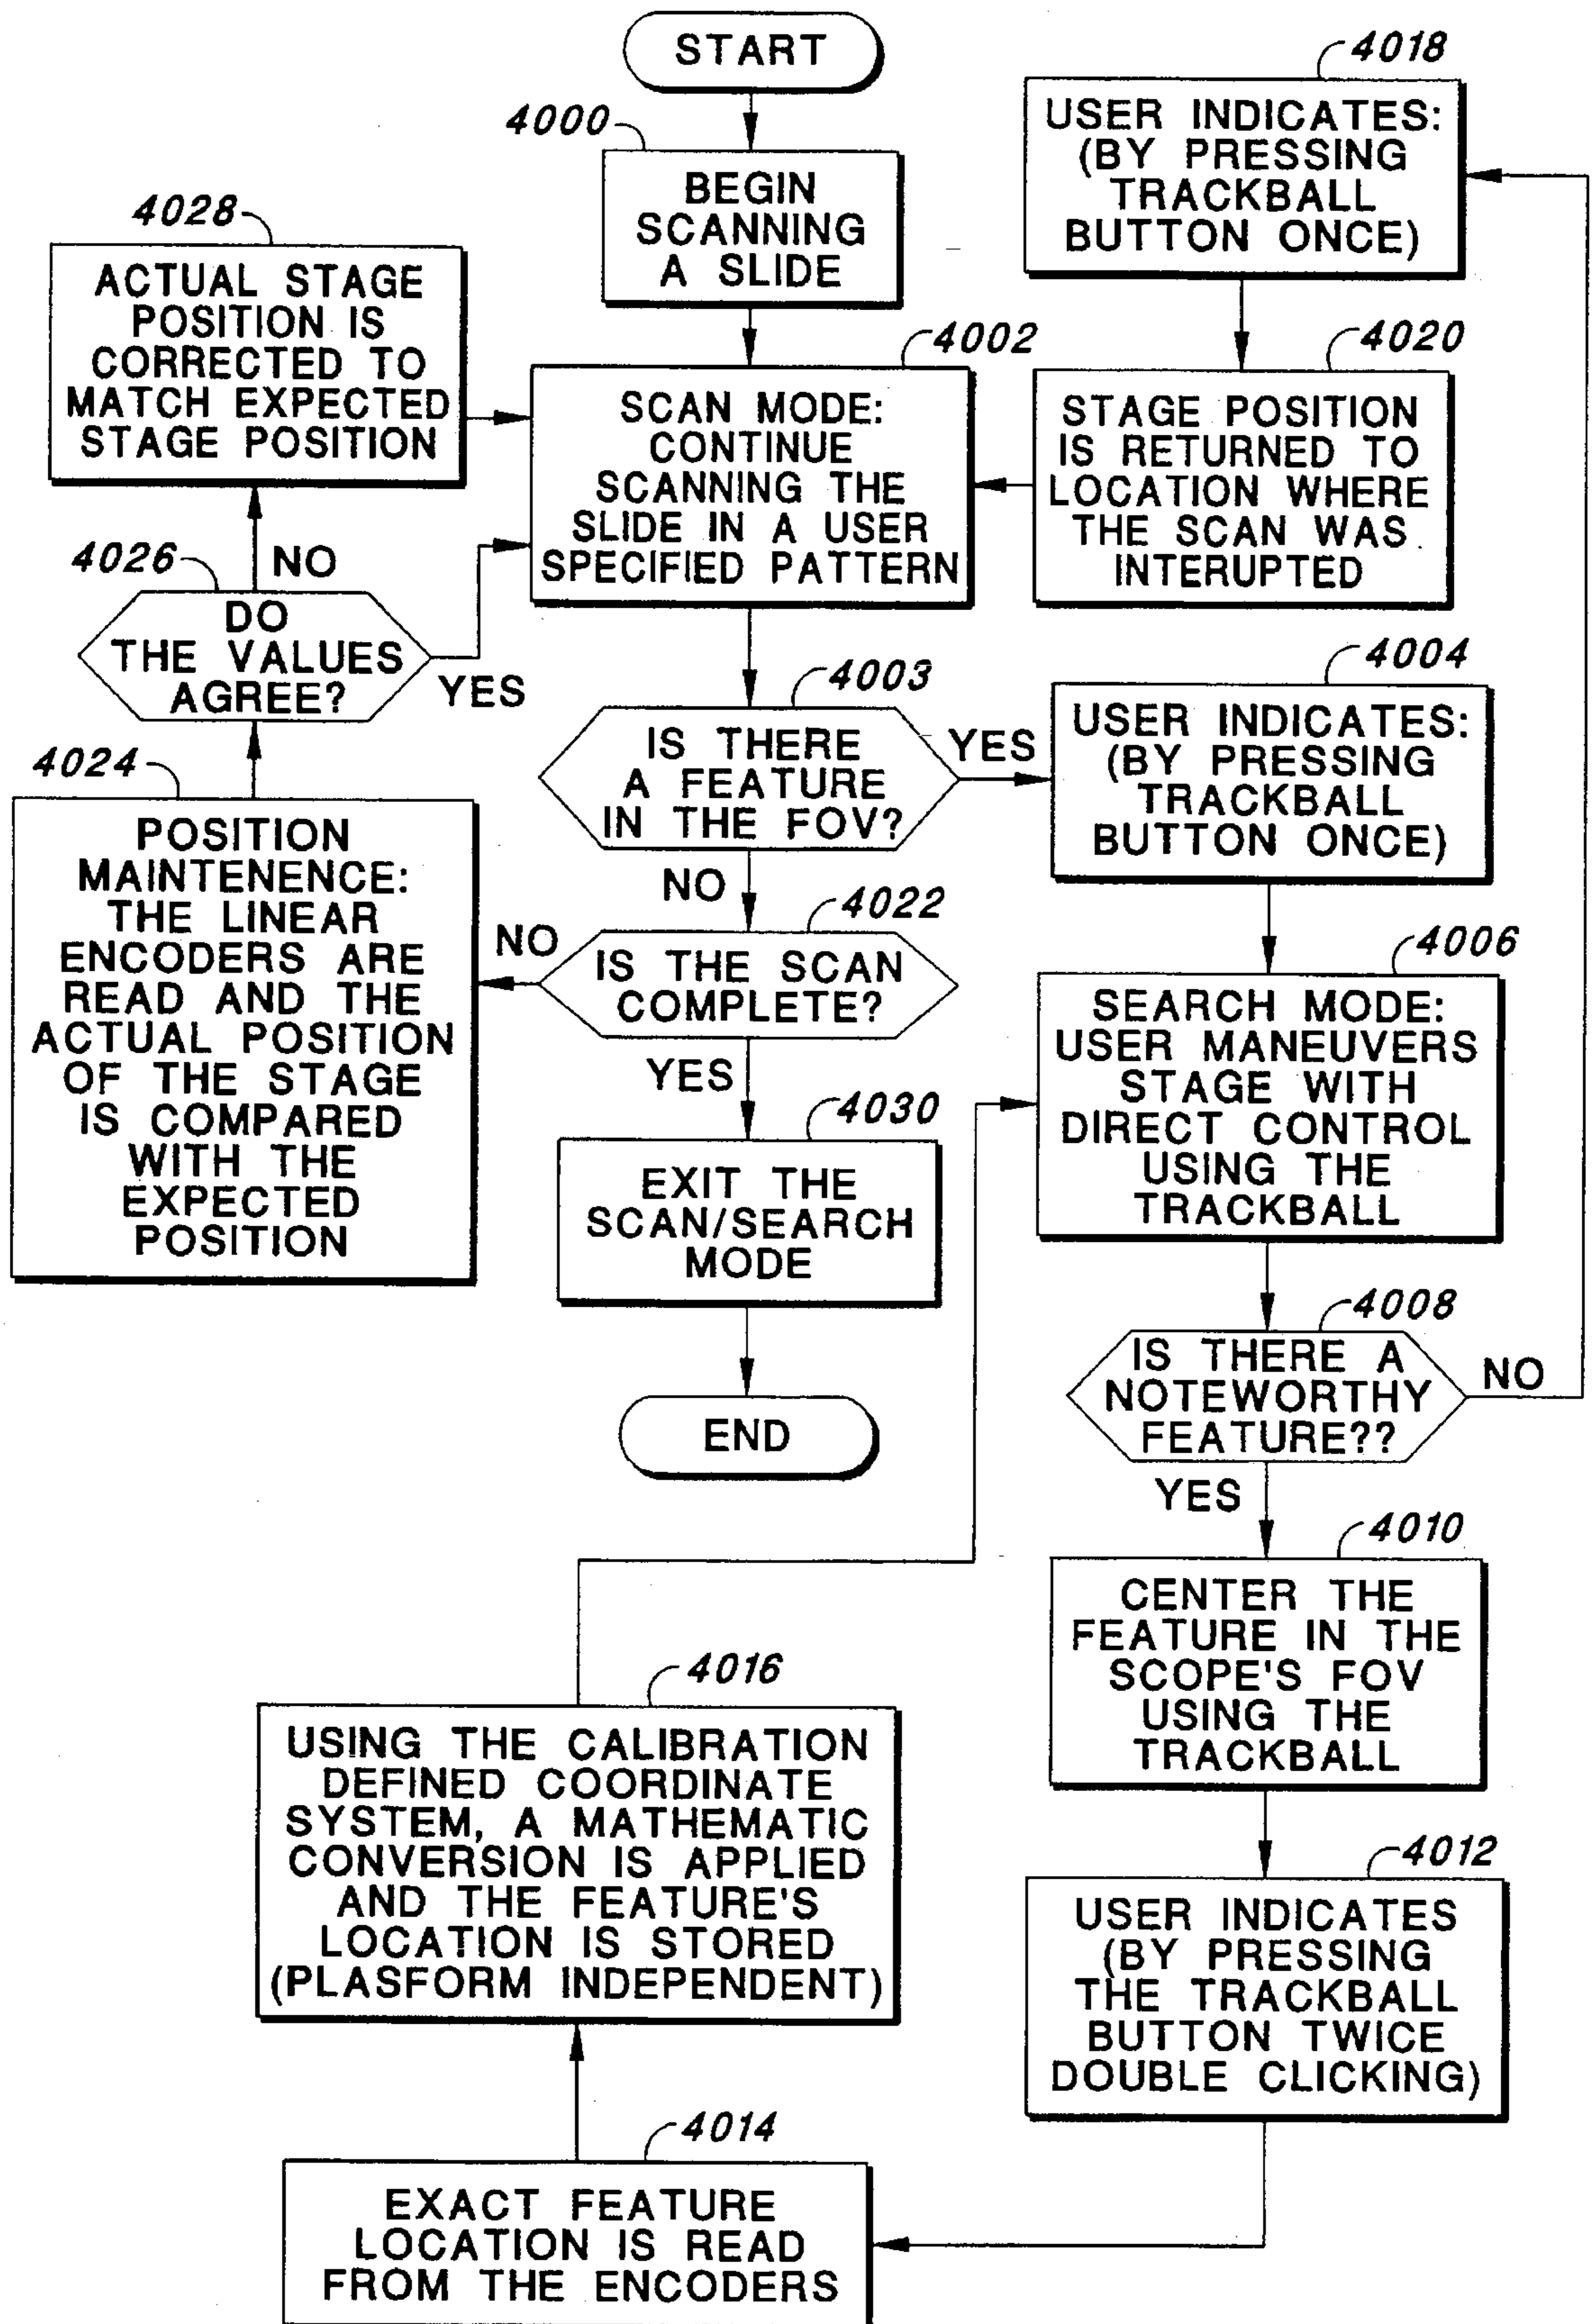 START
4000
BEGIN
SCANNING
A SLIDE
4002
SCAN MODE:
CONTINUE
SCANNING THE
SLIDE IN A USER
SPECIFIED PATTERN
4003
IS THERE
A FEATURE
IN THE FOV?
YES
NO
4004
USER INDICATES:
(BY PRESSING
TRACKBALL
BUTTON ONCE)
4006
SEARCH MODE:
USER MANEUVERS
STAGE WITH
DIRECT CONTROL
USING THE
TRACKBALL
4008
IS THERE A
NOTEWORTHY
FEATURE??
NO
YES
4010
CENTER THE
FEATURE IN THE
SCOPE'S FOV
USING THE
TRACKBALL
4012
USER INDICATES
(BY PRESSING
THE TRACKBALL
BUTTON TWICE
DOUBLE CLICKING)
4014
EXACT FEATURE
LOCATION IS READ
FROM THE ENCODERS
4016
USING THE CALIBRATION
DEFINED COORDINATE
SYSTEM, A MATHEMATIC
CONVERSION IS APPLIED
AND THE FEATURE'S
LOCATION IS STORED
(PLASFORM INDEPENDENT)
4018
USER INDICATES:
(BY PRESSING
TRACKBALL
BUTTON ONCE)
4020
STAGE POSITION
IS RETURNED TO
LOCATION WHERE
THE SCAN WAS
INTERUPTED
4022
IS THE SCAN
COMPLETE?
NO
YES
4024
POSITION
MAINTENENCE:
THE LINEAR
ENCODERS ARE
READ AND THE
ACTUAL POSITION
OF THE STAGE
IS COMPARED
WITH THE
EXPECTED
POSITION
4026
DO
THE VALUES
AGREE?
NO
YES
4028
ACTUAL STAGE
POSITION IS
CORRECTED TO
MATCH EXPECTED
STAGE POSITION
4030
EXIT THE
SCAN/SEARCH
MODE
END